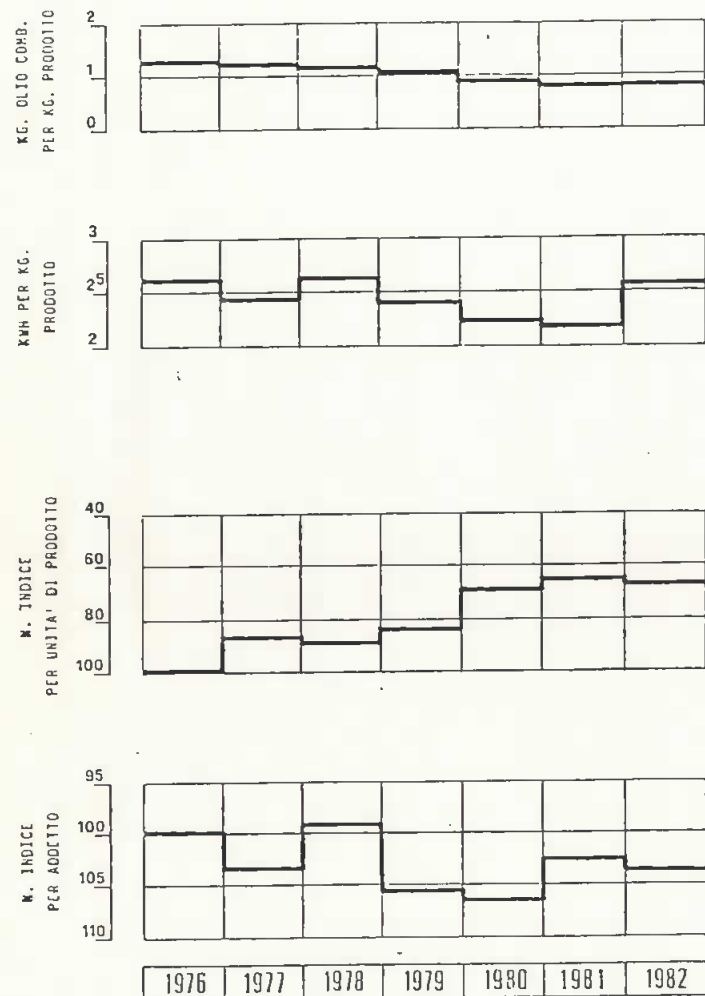 KG. OLIO COMB.
PER KG. PRODOTTO
2
1
0
KWH PER KG.
PRODOTTO
3
2⁵
2
N. INDICE
PER UNITA' DI PRODOTTO
40
60
80
100
N. INDICE
PER ADDETTO
95
100
105
110
1976 1977 1978 1979 1980 1981 1982